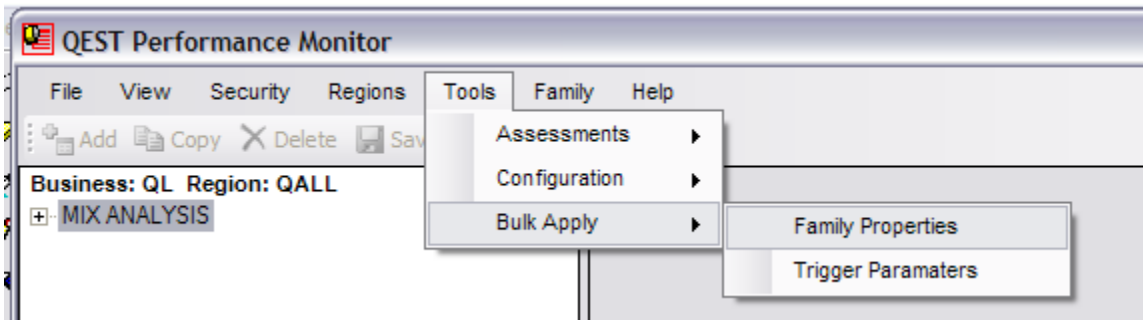 QEST Performance Monitor
File View Security Regions Tools Family Help
Add Copy Delete Sav Assessments
Business: QL Region: QALL Configuration
MIX ANALYSIS Bulk Apply Family Properties
Trigger Paramaters